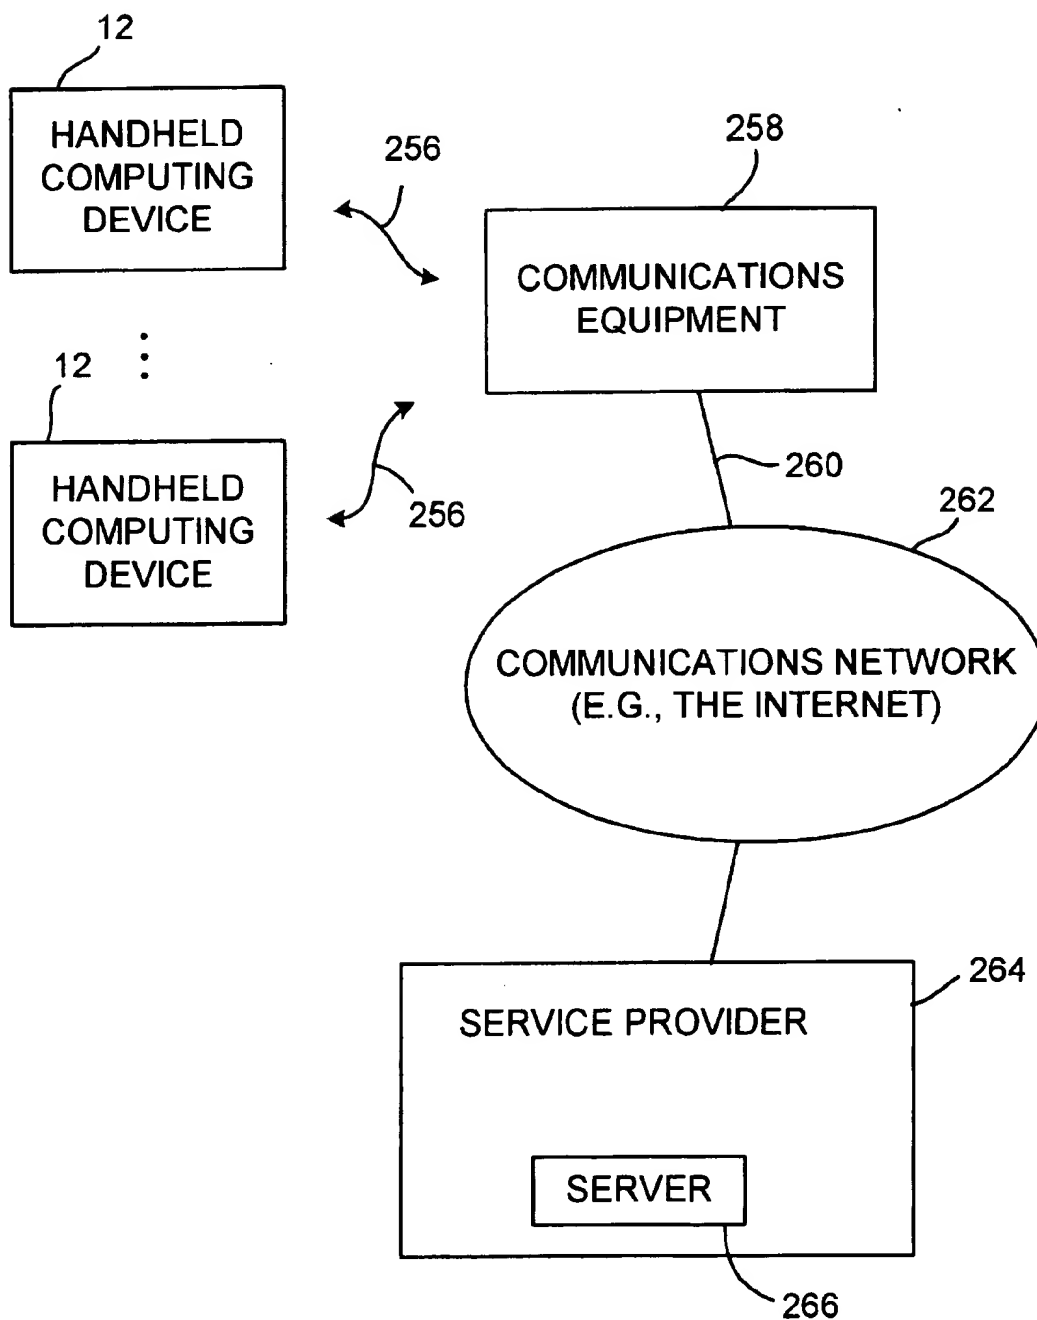 12
HANDHELD
COMPUTING
DEVICE
256
258
COMMUNICATIONS
EQUIPMENT
12
HANDHELD
COMPUTING
DEVICE
256
260
262
COMMUNICATIONS NETWORK
(E.G., THE INTERNET)
264
SERVICE PROVIDER
SERVER
266